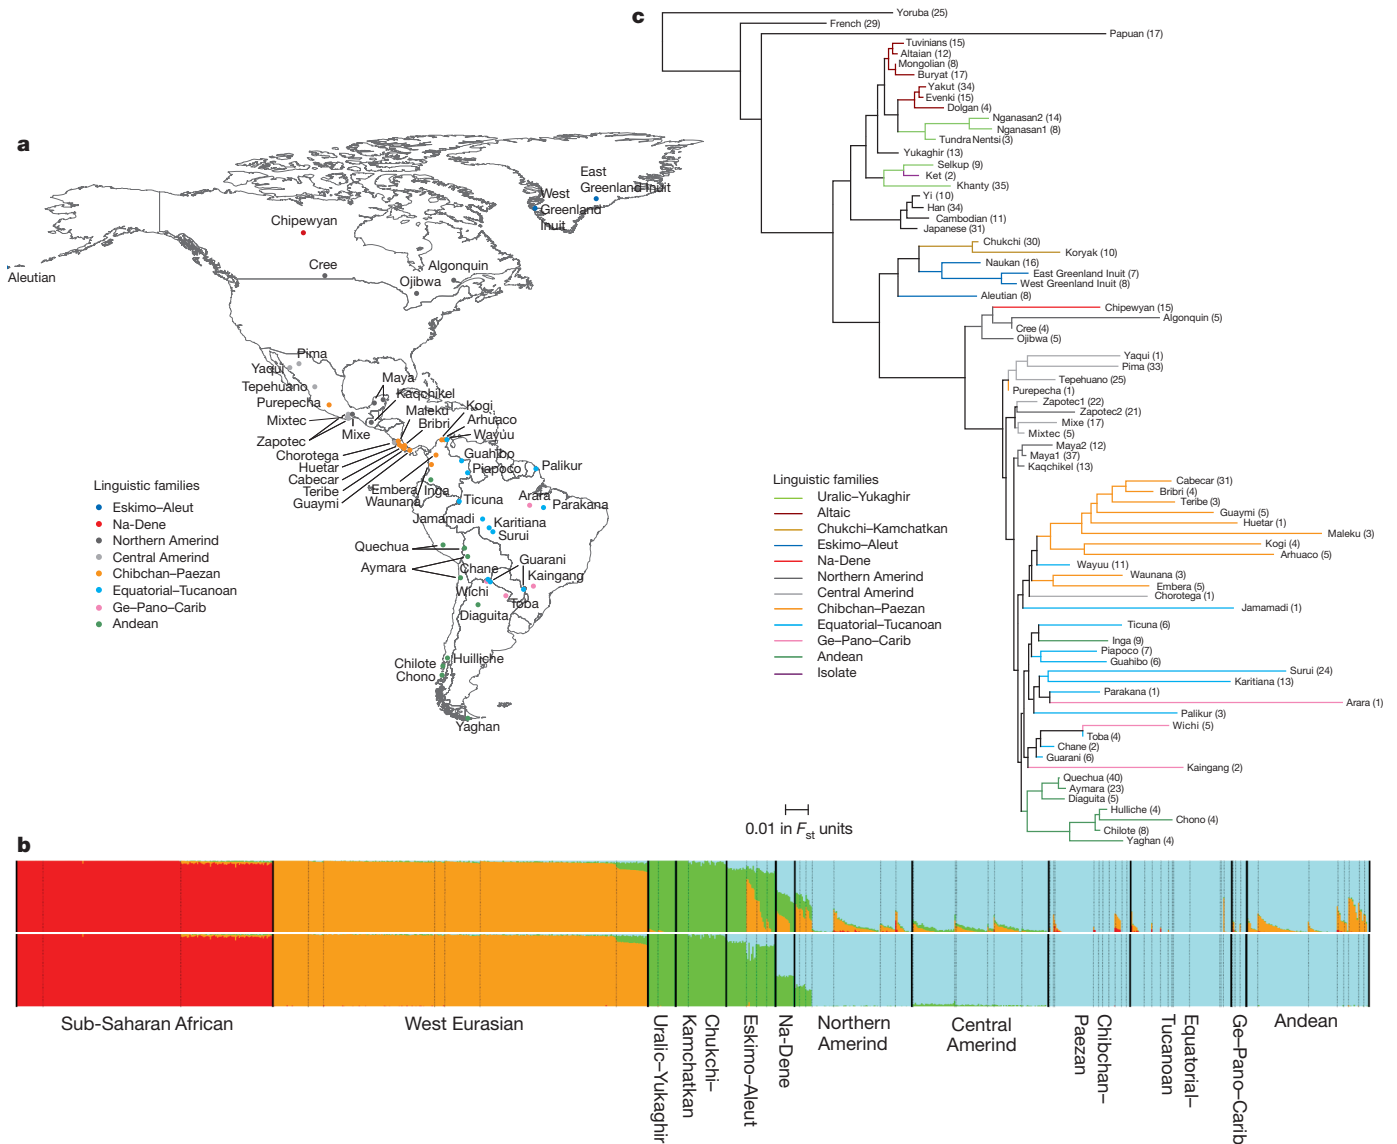 a
East
Greenland Inuit
West
Greenland
Inuit
Chipewyan
Cree
Algonquin
Ojibwa
Aleutian
Pima
Yaqui
Tepehuano
Purepecha
Mixtec
Zapotec
Mixe
Maya
Kaqchikel
Maleku
Bribri
Kogi
Arhuaco
Wayuu
Chorotega
Huetar
Cabecar
Teribe
Guaymi
Guahibo
Piapoco
Palikur
Embera
Inga
Waunana
Ticuna
Arara
Parakana
Jamamadi
Karitiana
Surui
Quechua
Aymara
Chane
Guarani
Kaingang
Wichi
Toba
Diaguita
Chilote
Huilliche
Chono
Yaghan
Linguistic families
Eskimo–Aleut
Na-Dene
Northern Amerind
Central Amerind
Chibchan–Paezan
Equatorial–Tucanoan
Ge–Pano–Carib
Andean
c
Yoruba (25)
French (29)
Papuan (17)
Tuvinians (15)
Altaian (12)
Mongolian (8)
Buryat (17)
Yakut (34)
Evenki (15)
Dolgan (4)
Nganasan2 (14)
Nganasan1 (8)
Tundra Nentsi (3)
Yukaghir (13)
Selkup (9)
Ket (2)
Khanty (35)
Yi (10)
Han (34)
Cambodian (11)
Japanese (31)
Chukchi (30)
Koryak (10)
Naukan (16)
East Greenland Inuit (7)
West Greenland Inuit (8)
Aleutian (8)
Chipewyan (15)
Algonquin (5)
Cree (4)
Ojibwa (5)
Yaqui (1)
Pima (33)
Tepehuano (25)
Purepecha (1)
Zapotec1 (22)
Zapotec2 (21)
Mixe (17)
Mixtec (5)
Maya2 (12)
Maya1 (37)
Kaqchikel (13)
Cabecar (31)
Bribri (4)
Teribe (3)
Guaymi (5)
Huetar (1)
Maleku (3)
Kogi (4)
Arhuaco (5)
Wayuu (11)
Waunana (3)
Embera (5)
Chorotega (1)
Jamamadi (1)
Ticuna (6)
Inga (9)
Piapoco (7)
Guahibo (6)
Surui (24)
Karitiana (13)
Parakana (1)
Arara (1)
Palikur (3)
Wichi (5)
Toba (4)
Chane (2)
Guarani (6)
Kaingang (2)
Quechua (40)
Aymara (23)
Diaguita (5)
Hulliche (4)
Chono (4)
Chilote (8)
Yaghan (4)
Linguistic families
Uralic–Yukaghir
Altaic
Chukchi–Kamchatkan
Eskimo–Aleut
Na-Dene
Northern Amerind
Central Amerind
Chibchan–Paezan
Equatorial–Tucanoan
Ge–Pano–Carib
Andean
Isolate
0.01 in Fst units
b
Sub-Saharan African
West Eurasian
Uralic–Yukaghir
Chukchi–
Kamchatkan
Eskimo–Aleut
Na-Dene
Northern
Amerind
Central
Amerind
Chibchan–
Paezan
Equatorial–
Tucanoan
Ge–Pano–Carib
Andean